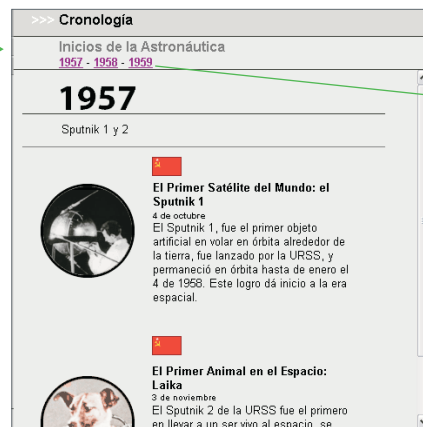 >>> Cronología
Inicios de la Astronáutica
1957 - 1958 - 1959
1957
Sputnik 1 y 2
El Primer Satélite del Mundo: el
Sputnik 1
4 de octubre
El Sputnik 1, fue el primer objeto
artificial en volar en órbita alrededor de
la tierra, fue lanzado por la URSS, y
permaneció en órbita hasta de enero el
4 de 1958. Este logro dá inicio a la era
espacial.
El Primer Animal en el Espacio:
Laika
3 de noviembre
El Sputnik 2 de la URSS fue el primero
en llevar a un ser vivo al espacio, se